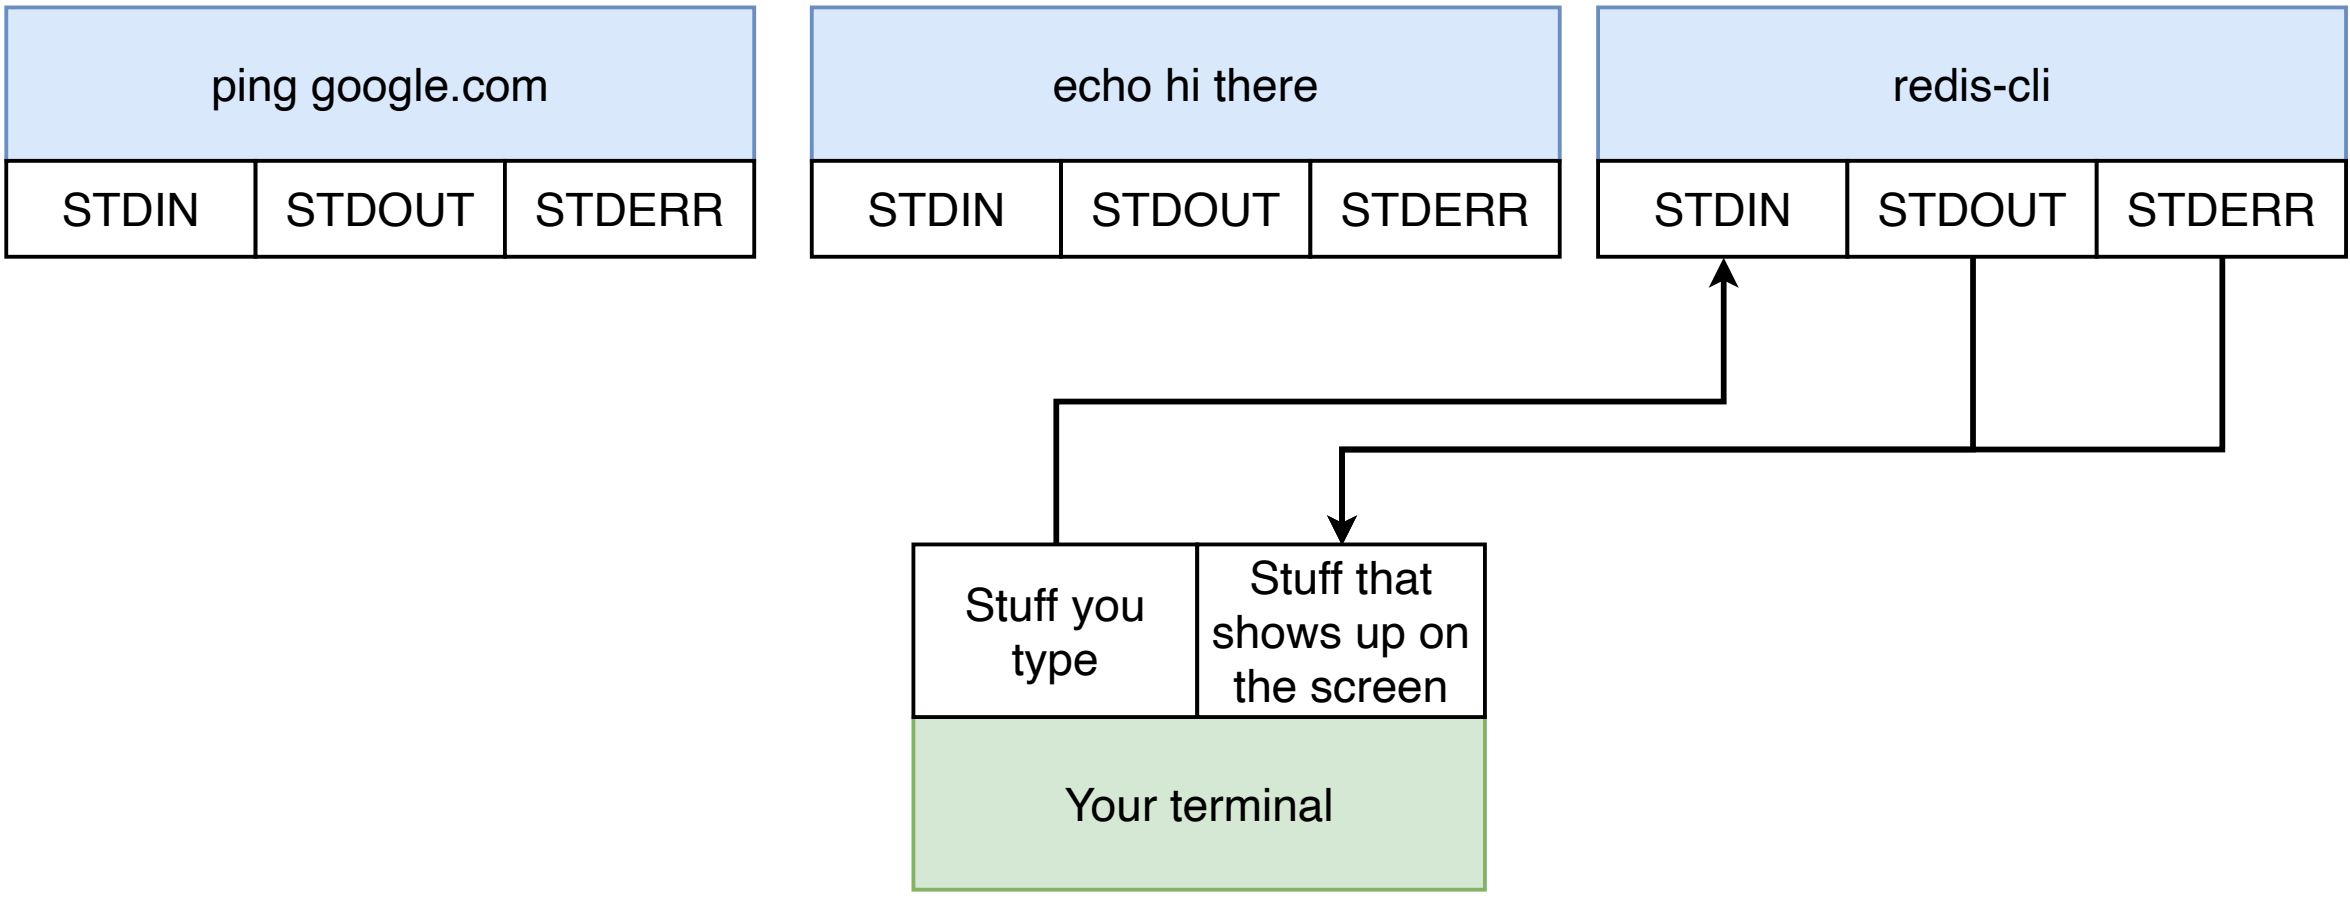 ping google.com
echo hi there
redis-cli
STDIN
STDOUT
STDERR
STDIN
STDOUT
STDERR
STDIN
STDOUT
STDERR
Stuff you
type
Stuff that
shows up on
the screen
Your terminal